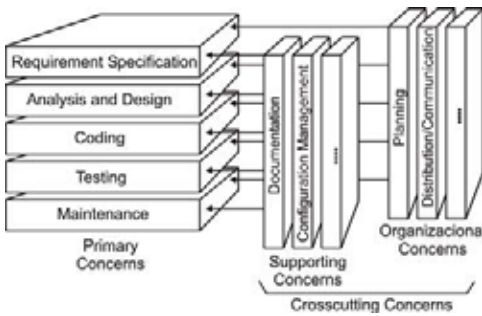 Requirement Specification
Analysis and Design
Coding
Testing
Maintenance
Primary
Concerns
Documentation
Configuration Management
....
Supporting
Concerns
Planning
Distribution/Communication
....
Organizacional
Concerns
Crosscutting Concerns